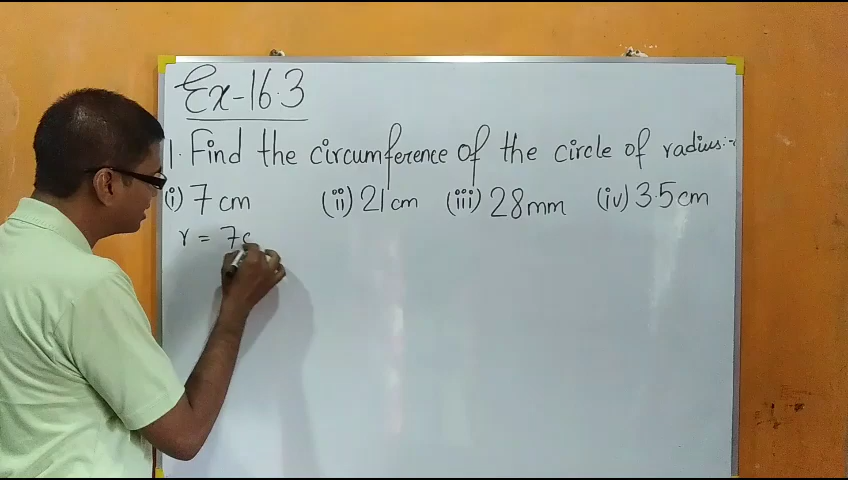 Ex-16.3
1. Find the circumference of the circle of radius:-
(i) 7 cm (ii) 21 cm (iii) 28 mm (iv) 3.5 cm
r = 7c